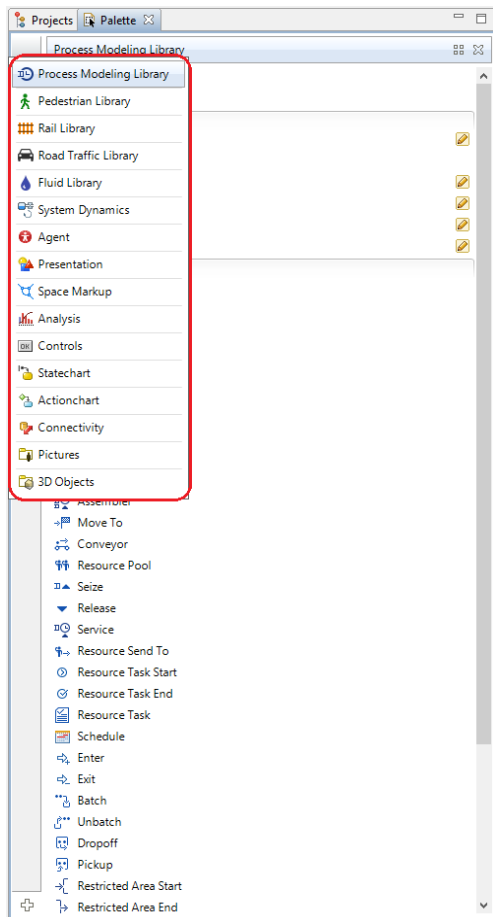 Projects Palette
Process Modeling Library
Process Modeling Library
Pedestrian Library
Rail Library
Road Traffic Library
Fluid Library
System Dynamics
Agent
Presentation
Space Markup
Analysis
OK Controls
Statechart
Actionchart
Connectivity
Pictures
3D Objects
Assembler
Move To
Conveyor
Resource Pool
Seize
Release
Service
Resource Send To
Resource Task Start
Resource Task End
Resource Task
Schedule
Enter
Exit
Batch
Unbatch
Dropoff
Pickup
Restricted Area Start
Restricted Area End